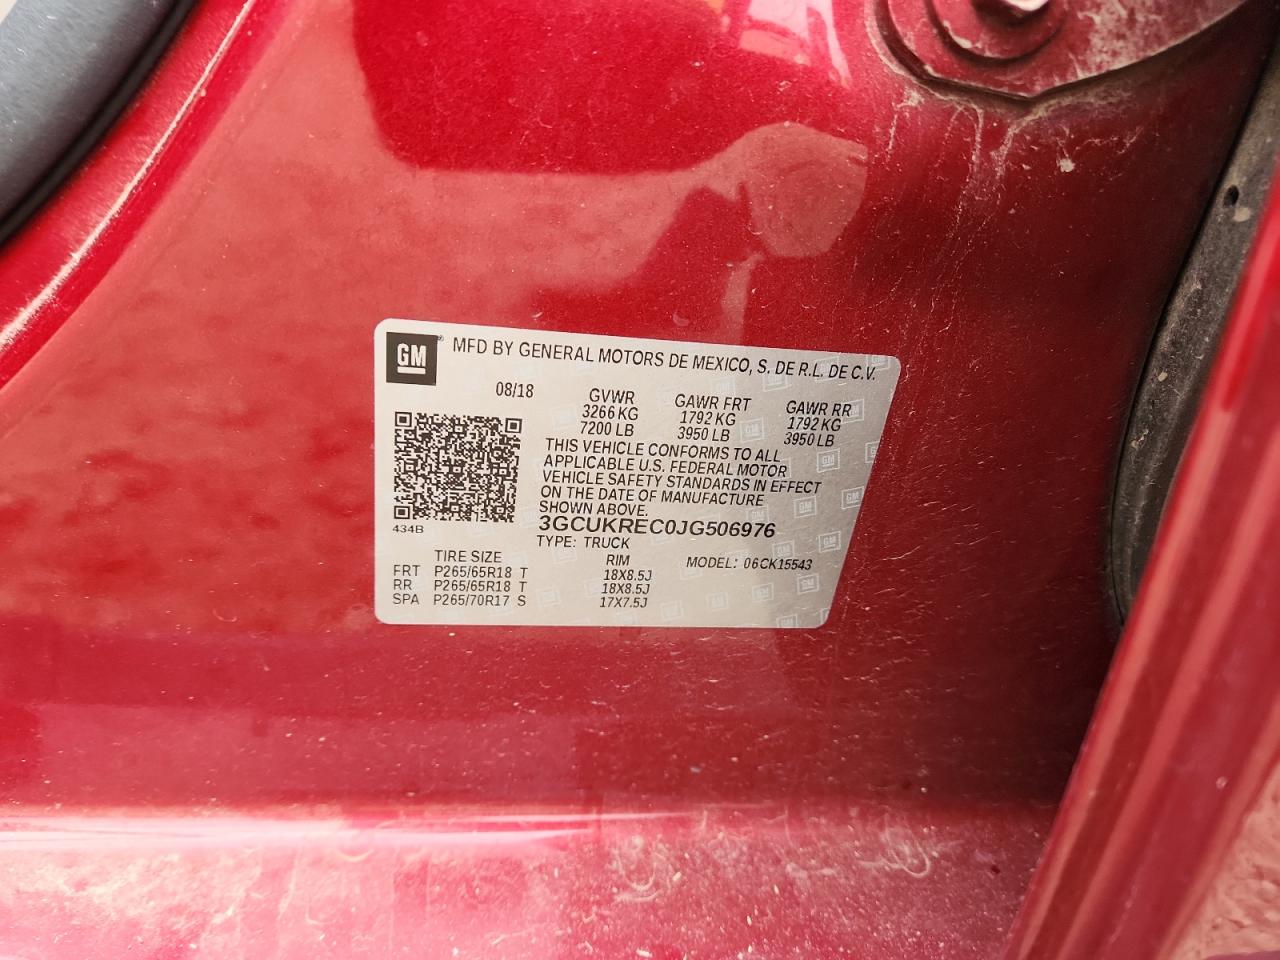 GM
MFD BY GENERAL MOTORS DE MEXICO, S. DE R.L. DE C.V.
08/18 GVWR GAWR FRT GAWR RR
3266 KG 1792 KG 1792 KG
7200 LB 3950 LB 3950 LB
THIS VEHICLE CONFORMS TO ALL
APPLICABLE U.S. FEDERAL MOTOR
VEHICLE SAFETY STANDARDS IN EFFECT
ON THE DATE OF MANUFACTURE
SHOWN ABOVE.
434B
3GCUKREC0JG506976
TYPE: TRUCK
TIRE SIZE RIM MODEL: 06CK15543
FRT P265/65R18 T 18X8.5J
RR P265/65R18 T 18X8.5J
SPA P265/70R17 S 17X7.5J